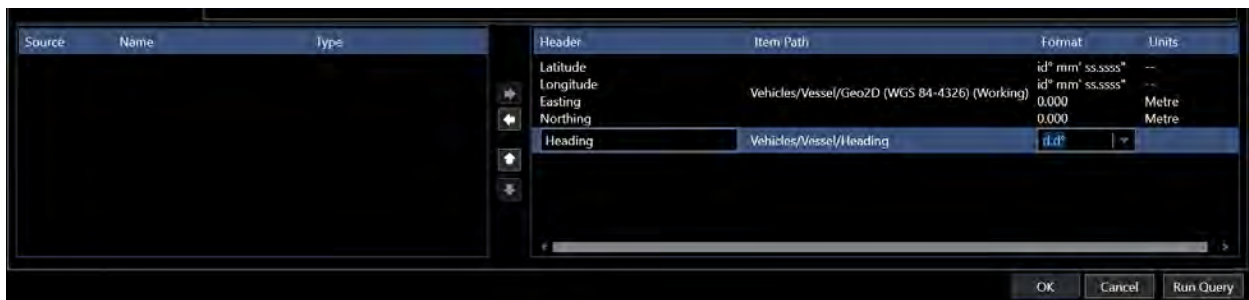 Source Name Type
Header Item Path Format Units
Latitude id° mm' ss.ssss" --
Longitude id° mm' ss.ssss" --
Vehicles/Vessel/Geo2D (WGS 84-4326) (Working)
Easting 0.000 Metre
Northing 0.000 Metre
Heading Vehicles/Vessel/Heading d.d°
OK Cancel Run Query